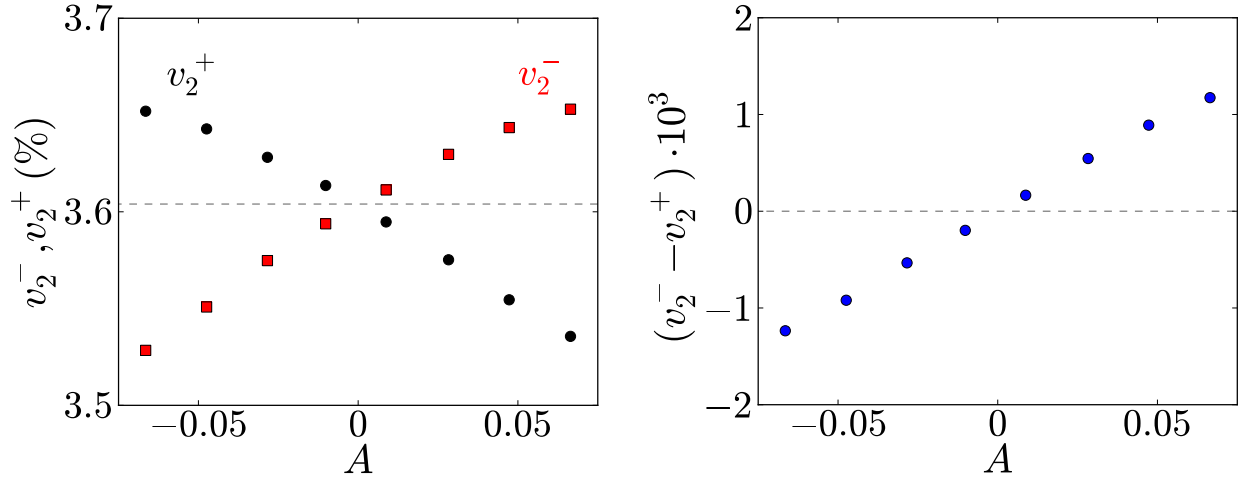 3.7
3.6
3.5
v₂⁻, v₂⁺ (%)
v₂⁺
v₂⁻
−0.05
0
0.05
A
2
1
0
−1
−2
(v₂⁻ − v₂⁺) · 10³
−0.05
0
0.05
A